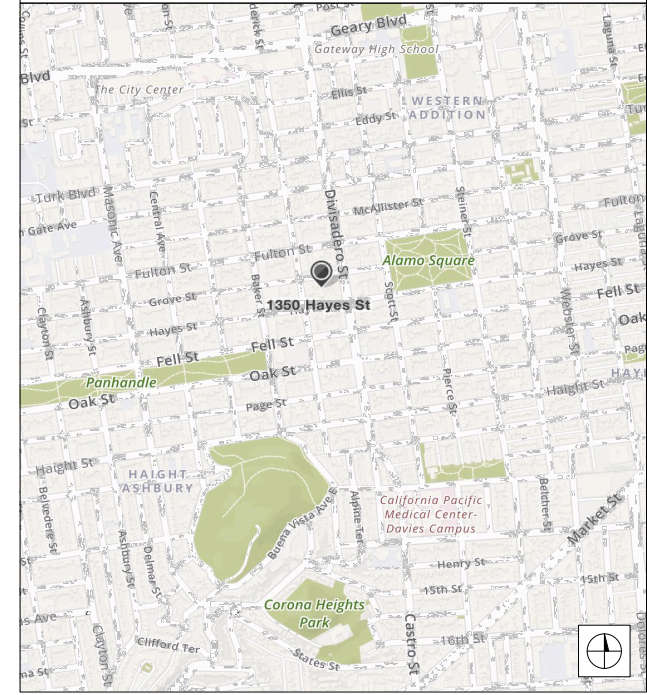 Geary Blvd
Gateway High School
Laguna St
Blvd
The City Center
Ellis St
WESTERN
ADDITION
Eddy St
St
Turk Blvd
Masonic Ave
Central Ave
Divisadero St
McAllister St
Steiner St
Fulton
n Gate Ave
Fulton St
Alamo Square
Grove St
Fulton St
Hayes St
Baker St
1350 Hayes St
Scott St
Fell St
Grove St
Webster St
Clayton St
Ashbury St
Hayes St
Oak
Fell St
Fell St
Page
Panhandle
Oak St
Pierce St
Haight St
HAYE
Oak St
Page St
Haight St
HAIGHT
ASHBURY
Belvedere St
Buena Vista Ave E
Alpine Ter
California Pacific
Medical Center-
Davies Campus
Belcher St
Market St
Ashbury St
Delmar St
Henry St
15th St
15th St
Corona Heights
Park
Castro St
16th St
Clayton St
Clifford Ter
States St